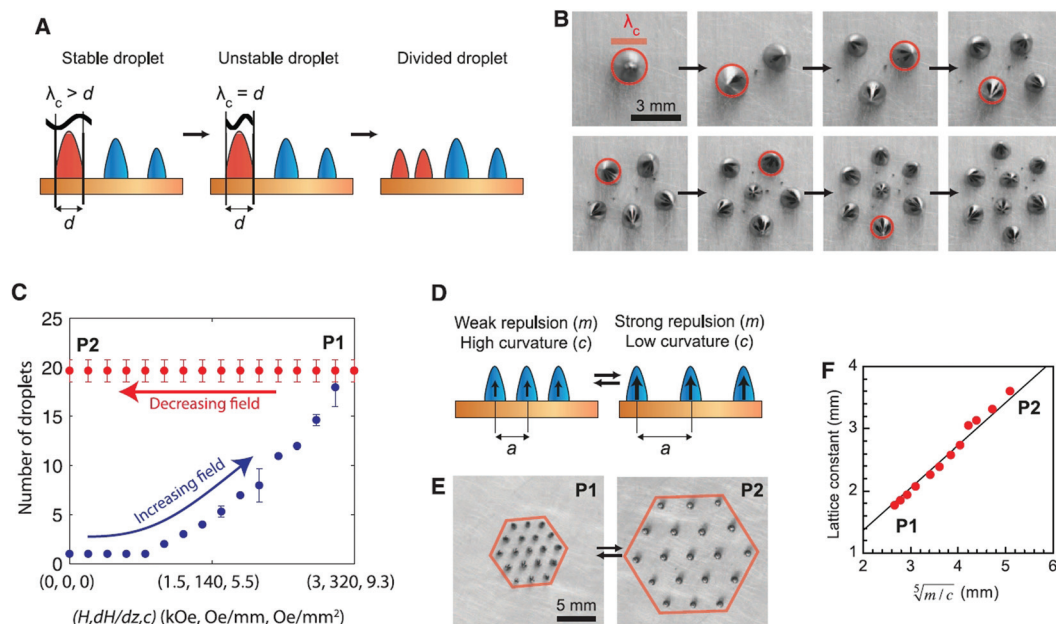 A
Stable droplet
Unstable droplet
Divided droplet
λc > d
λc = d
d
d
B
λc
3 mm
C
Number of droplets
25
20
15
10
5
0
P2
P1
Decreasing field
Increasing field
(0, 0, 0)
(1.5, 140, 5.5)
(3, 320, 9.3)
(H,dH/dz,c) (kOe, Oe/mm, Oe/mm²)
D
Weak repulsion (m)
High curvature (c)
Strong repulsion (m)
Low curvature (c)
a
a
E
P1
P2
5 mm
F
Lattice constant (mm)
4
3
2
1
P2
P1
2
3
4
5
6
⁵√m/c (mm)